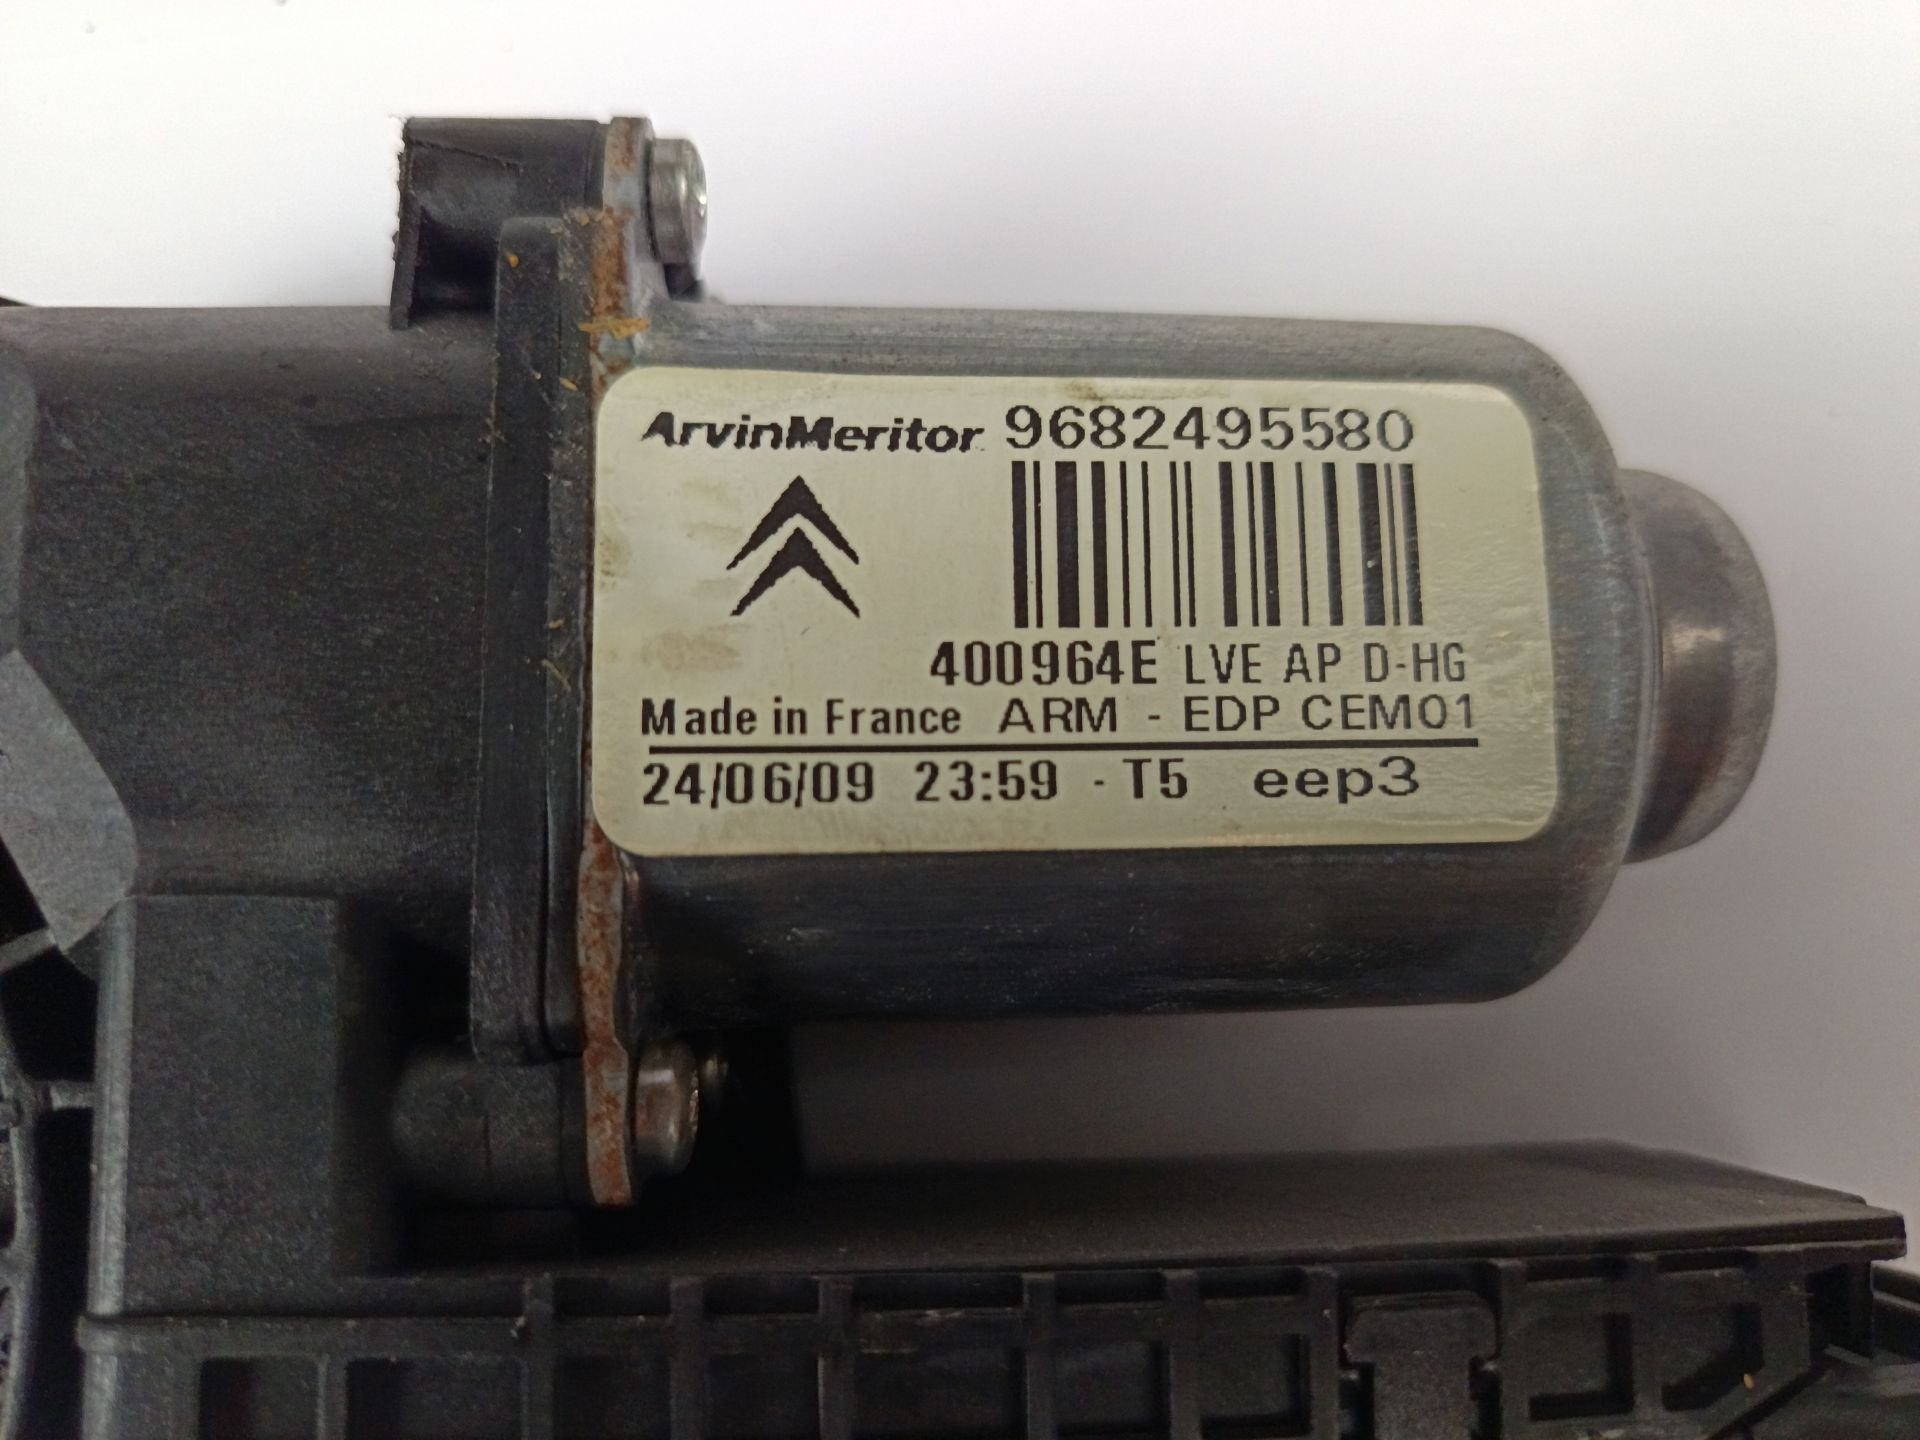 ArvinMeritor 9682495580
400964E LVE AP D-HG
Made in France ARM - EDP CEM01
24/06/09 23:59 - T5 eep3